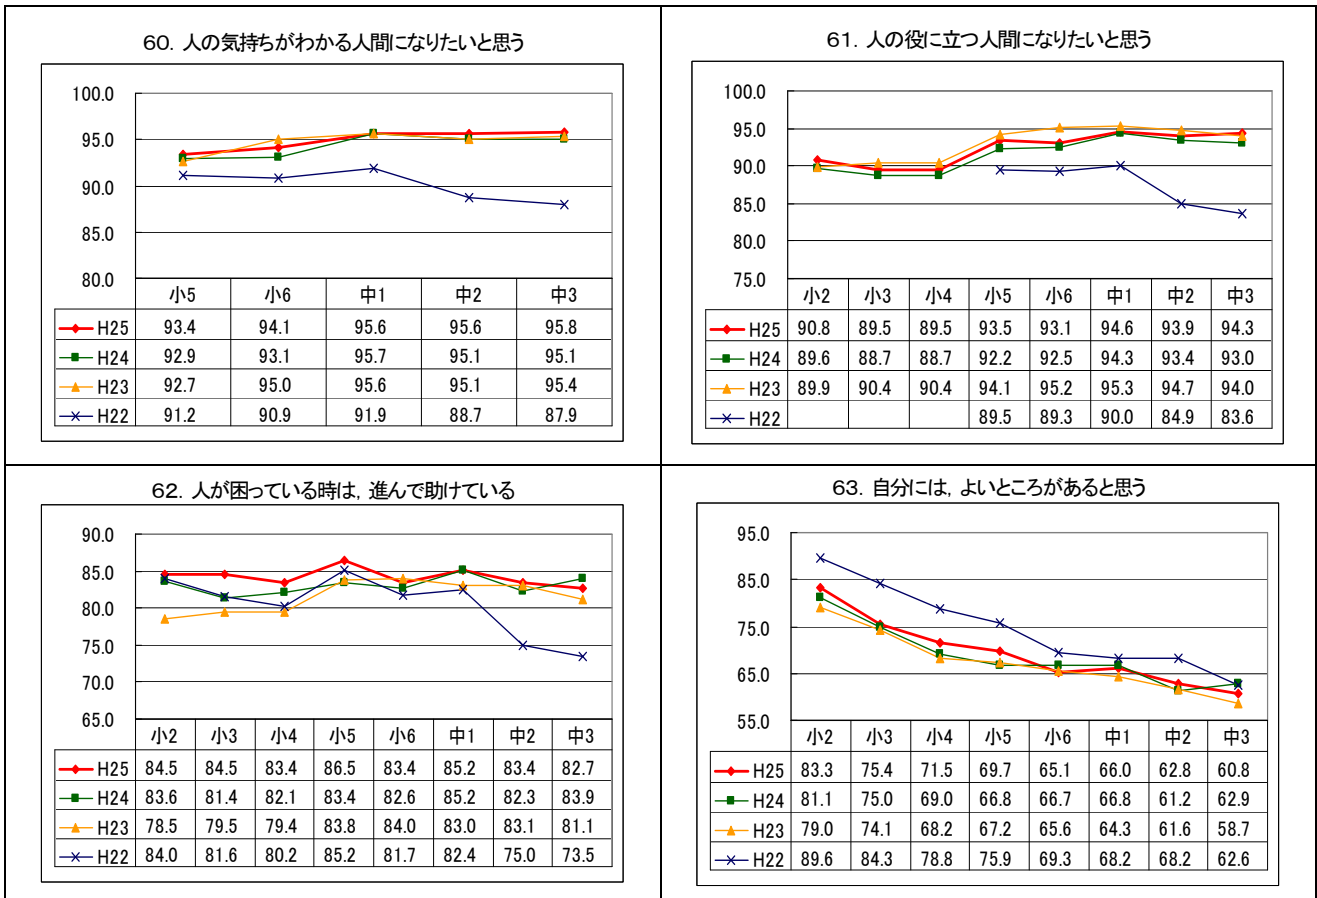 60．人の気持ちがわかる人間になりたいと思う
100.0
95.0
90.0
85.0
80.0
小5 小6 中1 中2 中3
H25 93.4 94.1 95.6 95.6 95.8
H24 92.9 93.1 95.7 95.1 95.1
H23 92.7 95.0 95.6 95.1 95.4
H22 91.2 90.9 91.9 88.7 87.9
61．人の役に立つ人間になりたいと思う
100.0
95.0
90.0
85.0
80.0
75.0
小2 小3 小4 小5 小6 中1 中2 中3
H25 90.8 89.5 89.5 93.5 93.1 94.6 93.9 94.3
H24 89.6 88.7 88.7 92.2 92.5 94.3 93.4 93.0
H23 89.9 90.4 90.4 94.1 95.2 95.3 94.7 94.0
H22 89.5 89.3 90.0 84.9 83.6
62．人が困っている時は，進んで助けている
90.0
85.0
80.0
75.0
70.0
65.0
小2 小3 小4 小5 小6 中1 中2 中3
H25 84.5 84.5 83.4 86.5 83.4 85.2 83.4 82.7
H24 83.6 81.4 82.1 83.4 82.6 85.2 82.3 83.9
H23 78.5 79.5 79.4 83.8 84.0 83.0 83.1 81.1
H22 84.0 81.6 80.2 85.2 81.7 82.4 75.0 73.5
63．自分には，よいところがあると思う
95.0
85.0
75.0
65.0
55.0
小2 小3 小4 小5 小6 中1 中2 中3
H25 83.3 75.4 71.5 69.7 65.1 66.0 62.8 60.8
H24 81.1 75.0 69.0 66.8 66.7 66.8 61.2 62.9
H23 79.0 74.1 68.2 67.2 65.6 64.3 61.6 58.7
H22 89.6 84.3 78.8 75.9 69.3 68.2 68.2 62.6